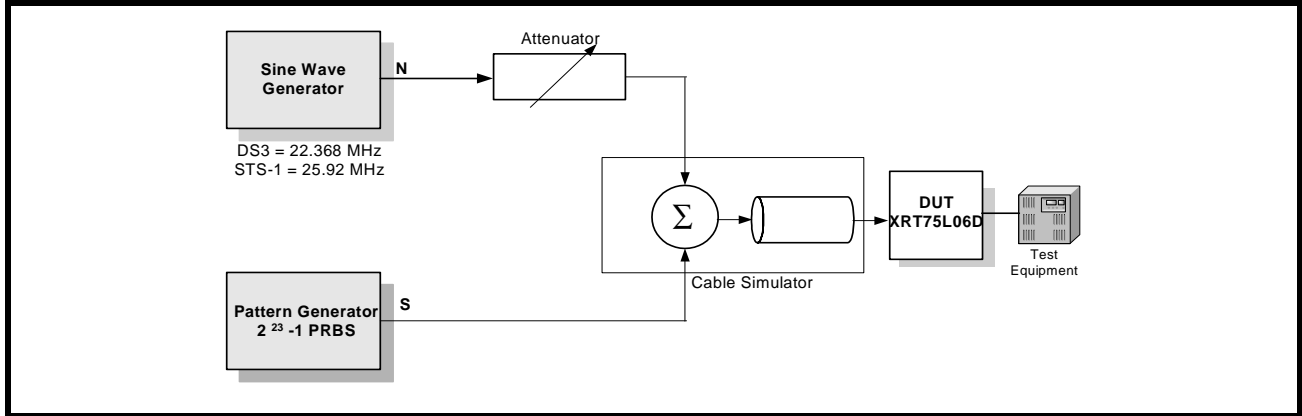 Attenuator
Sine Wave
Generator
N
DS3 = 22.368 MHz
STS-1 = 25.92 MHz
Σ
DUT
XRT75L06D
Test
Equipment
Cable Simulator
Pattern Generator
2 ²³ -1 PRBS
S